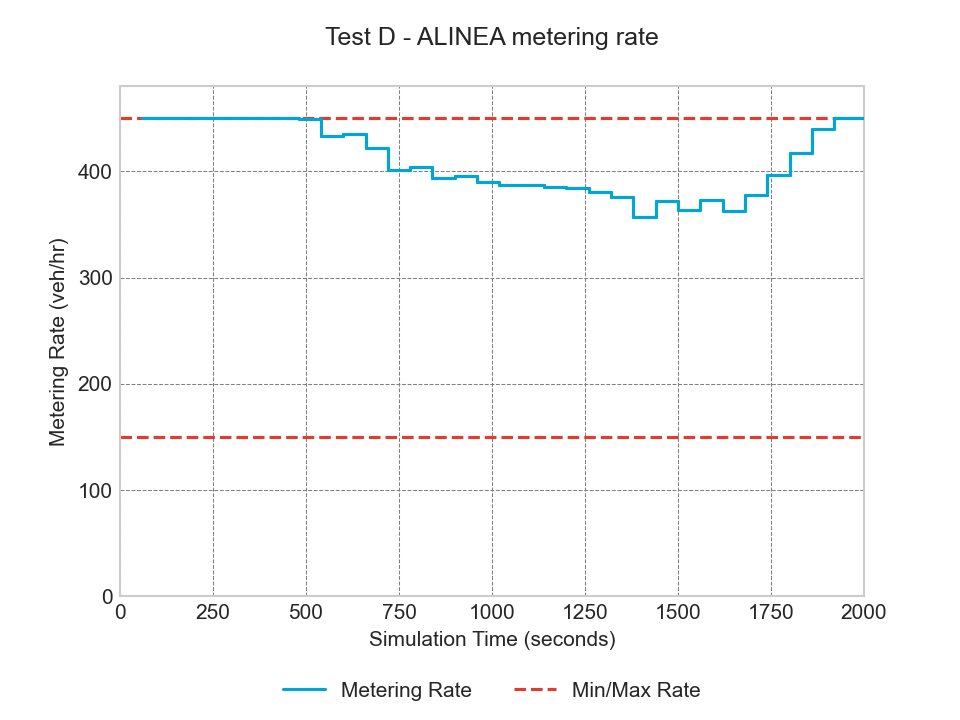 Test D - ALINEA metering rate
Metering Rate (veh/hr)
400
300
200
100
0
0 250 500 750 1000 1250 1500 1750 2000
Simulation Time (seconds)
Metering Rate Min/Max Rate